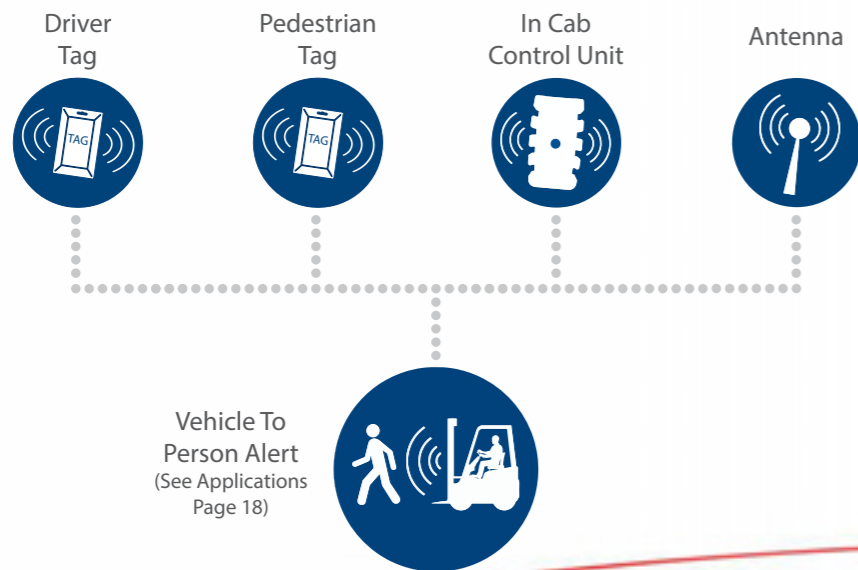 Driver
Tag
Pedestrian
Tag
In Cab
Control Unit
Antenna
TAG
TAG
Vehicle To
Person Alert
(See Applications
Page 18)